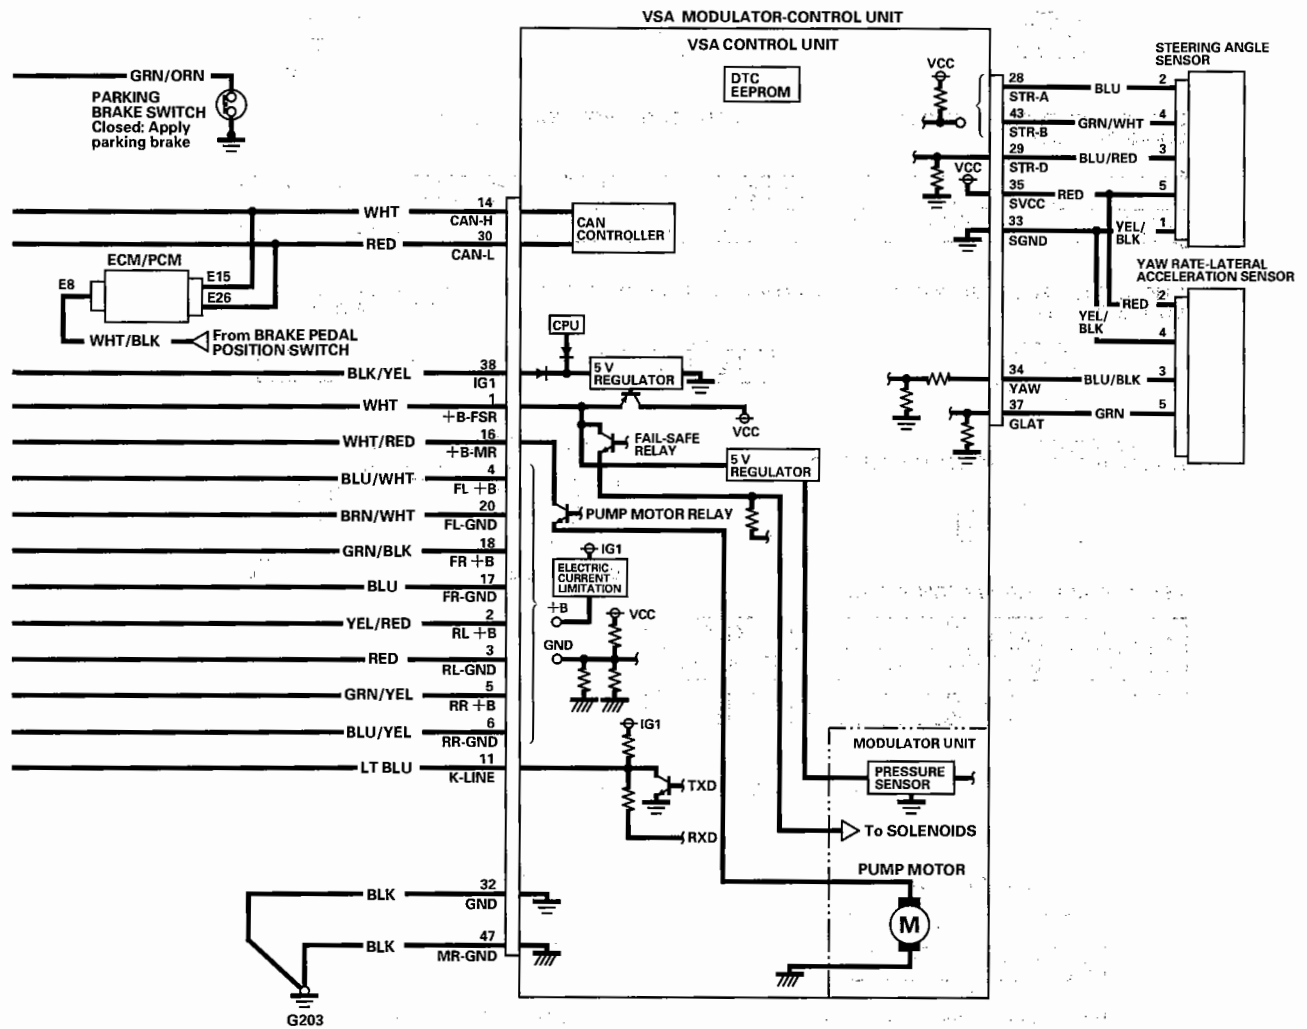 VSA MODULATOR-CONTROL UNIT
VSA CONTROL UNIT
DTC
EEPROM
GRN/ORN
PARKING
BRAKE SWITCH
Closed: Apply
parking brake
WHT
14
CAN-H
RED
30
CAN-L
CAN
CONTROLLER
ECM/PCM
E8
E15
E26
WHT/BLK
From BRAKE PEDAL
POSITION SWITCH
CPU
BLK/YEL
38
IG1
5 V
REGULATOR
WHT
1
+B-FSR
VCC
WHT/RED
16
+B-MR
FAIL-SAFE
RELAY
5 V
REGULATOR
BLU/WHT
4
FL +B
BRN/WHT
20
FL-GND
PUMP MOTOR RELAY
GRN/BLK
18
FR +B
IG1
ELECTRIC
CURRENT
LIMITATION
BLU
17
FR-GND
+B
VCC
YEL/RED
2
RL +B
GND
RED
3
RL-GND
GRN/YEL
5
RR +B
BLU/YEL
6
RR-GND
IG1
LT BLU
11
K-LINE
TXD
RXD
BLK
32
GND
BLK
47
MR-GND
G203
MODULATOR UNIT
PRESSURE
SENSOR
To SOLENOIDS
PUMP MOTOR
M
VCC
28
STR-A
BLU
2
43
STR-B
GRN/WHT
4
29
STR-D
BLU/RED
3
VCC
35
SVCC
RED
5
33
SGND
YEL/
BLK
1
STEERING ANGLE
SENSOR
YAW RATE-LATERAL
ACCELERATION SENSOR
RED
2
YEL/
BLK
4
34
YAW
BLU/BLK
3
37
GLAT
GRN
5